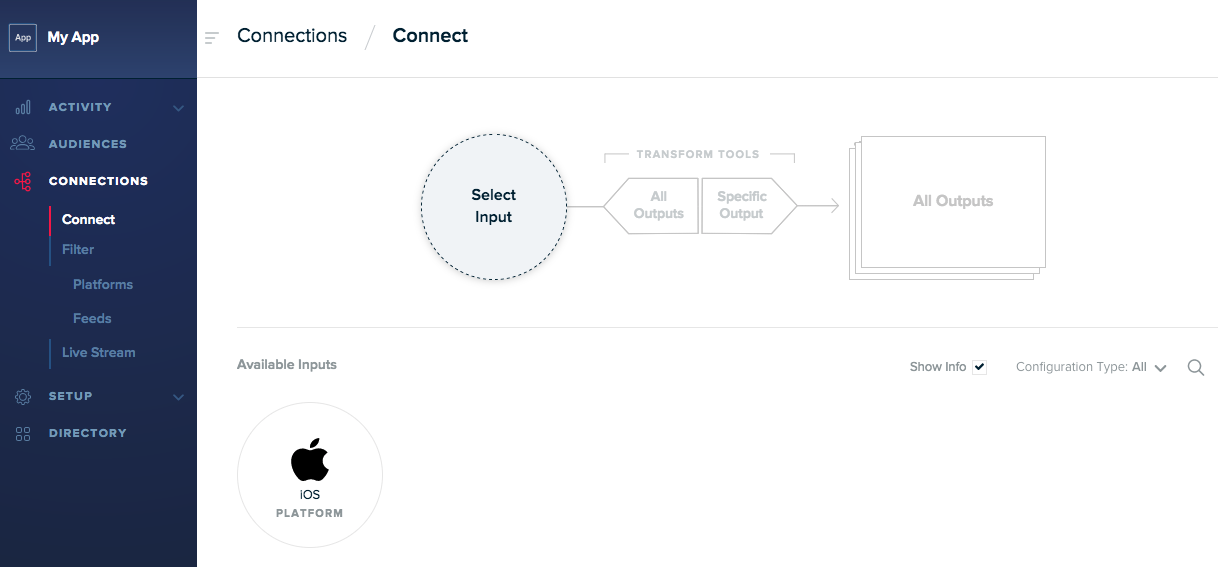 App
My App
Connections / Connect
ACTIVITY
AUDIENCES
CONNECTIONS
Connect
Filter
Platforms
Feeds
Live Stream
SETUP
DIRECTORY
Select
Input
TRANSFORM TOOLS
All
Outputs
Specific
Output
All Outputs
Available Inputs
Show Info
Configuration Type: All
iOS
PLATFORM